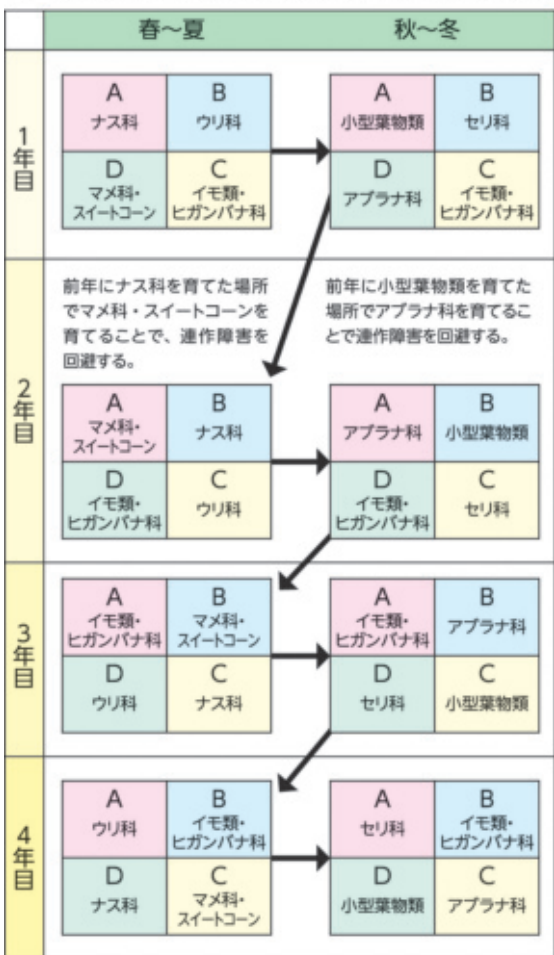 春〜夏
秋〜冬
1年目
A
ナス科
B
ウリ科
D
マメ科・
スイートコーン
C
イモ類・
ヒガンバナ科
A
小型葉物類
B
セリ科
D
アブラナ科
C
イモ類・
ヒガンバナ科
2年目
前年にナス科を育てた場所
でマメ科・スイートコーンを
育てることで、連作障害を
回避する。
前年に小型葉物類を育てた
場所でアブラナ科を育てるこ
とで連作障害を回避する。
A
マメ科・
スイートコーン
B
ナス科
D
イモ類・
ヒガンバナ科
C
ウリ科
A
アブラナ科
B
小型葉物類
D
イモ類・
ヒガンバナ科
C
セリ科
3年目
A
イモ類・
ヒガンバナ科
B
マメ科・
スイートコーン
D
ウリ科
C
ナス科
A
イモ類・
ヒガンバナ科
B
アブラナ科
D
セリ科
C
小型葉物類
4年目
A
ウリ科
B
イモ類・
ヒガンバナ科
D
ナス科
C
マメ科・
スイートコーン
A
セリ科
B
イモ類・
ヒガンバナ科
D
小型葉物類
C
アブラナ科